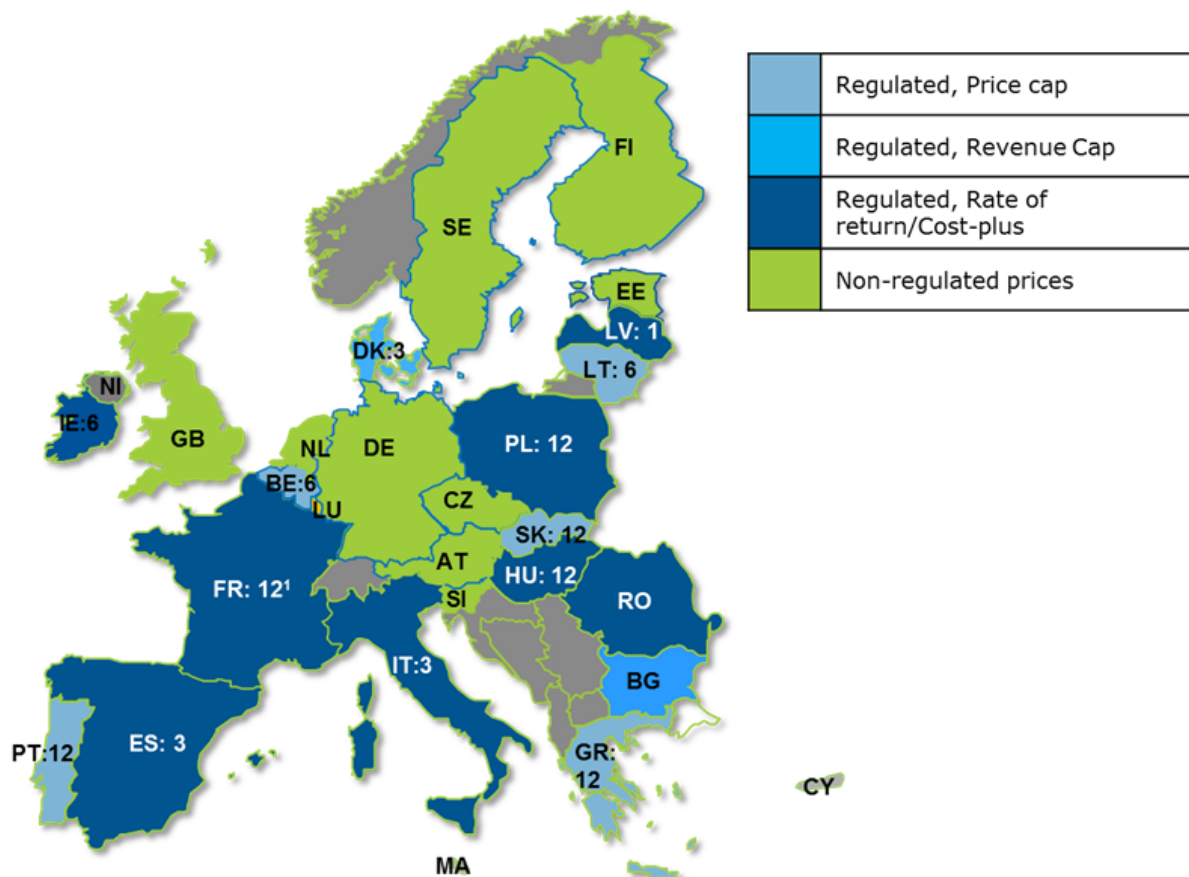 Regulated, Price cap
Regulated, Revenue Cap
Regulated, Rate of
return/Cost-plus
Non-regulated prices
FI
SE
EE
LV: 1
DK:3
LT: 6
NI
IE:6
GB
NL
DE
PL: 12
BE:6
LU
CZ
SK: 12
AT
HU: 12
FR: 12¹
SI
RO
IT:3
BG
PT:12
ES: 3
GR:
12
CY
MA